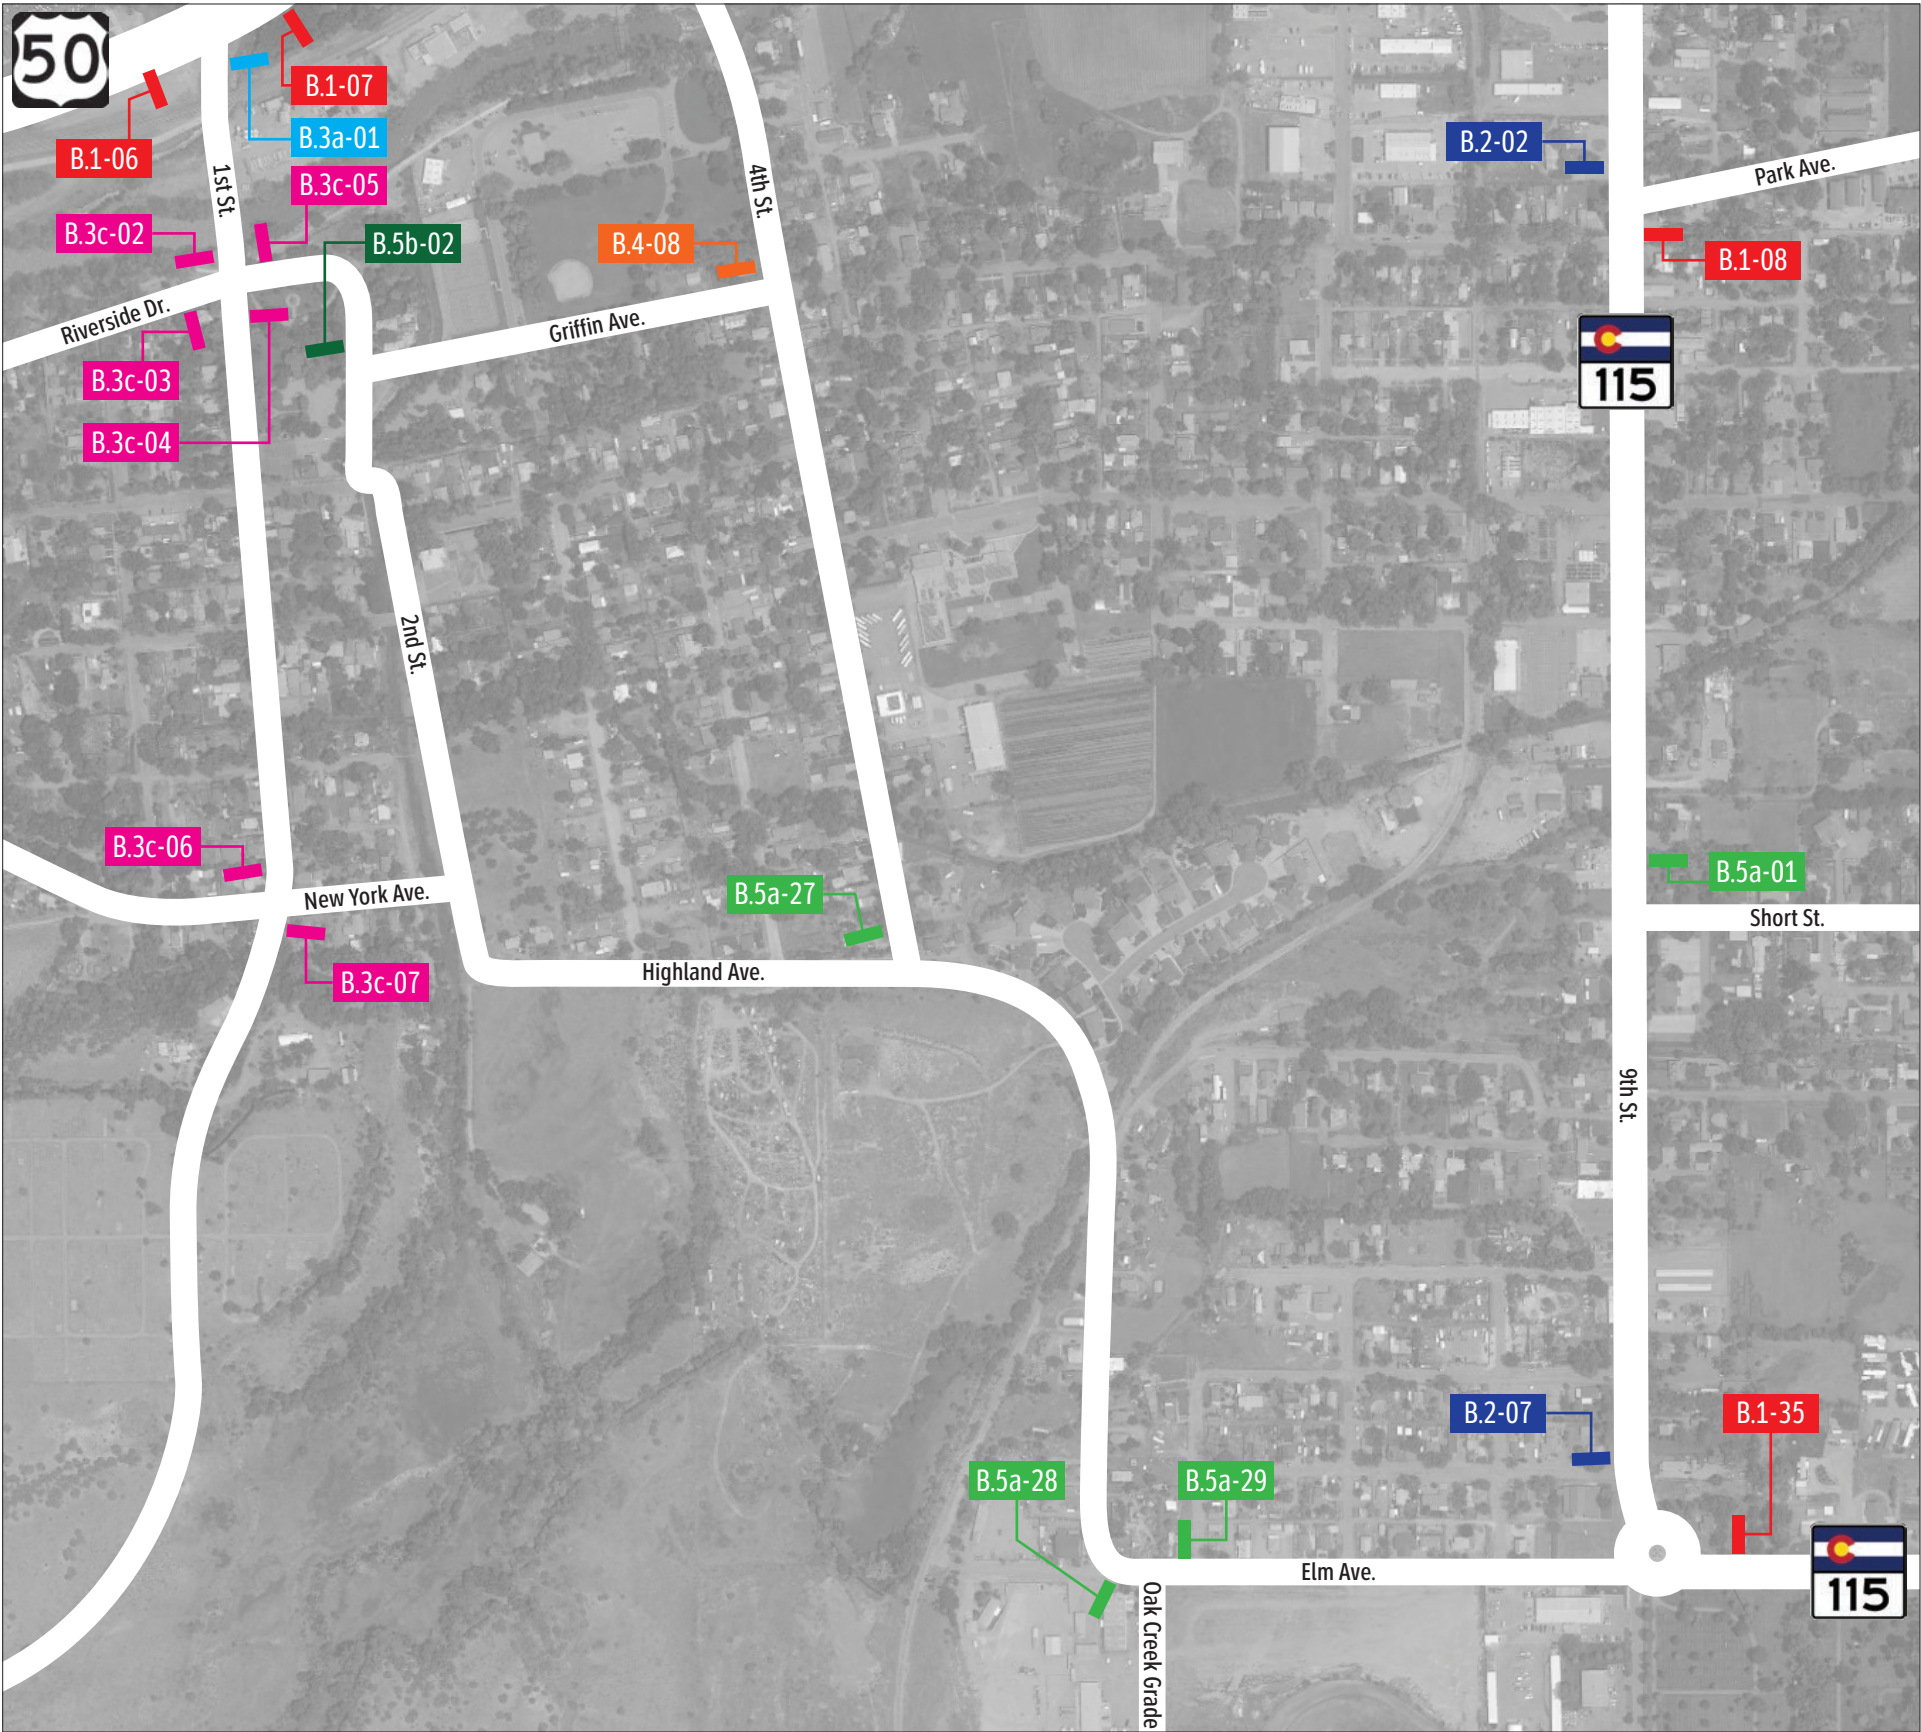 50
B.1-07
B.1-06
B.3a-01
1st St.
B.3c-05
B.3c-02
B.5b-02
B.4-08
4th St.
B.2-02
Park Ave.
B.1-08
Riverside Dr.
Griffin Ave.
B.3c-03
B.3c-04
115
2nd St.
B.3c-06
New York Ave.
B.5a-27
B.5a-01
Short St.
B.3c-07
Highland Ave.
9th St.
B.2-07
B.1-35
B.5a-28
B.5a-29
Elm Ave.
115
Oak Creek Grade